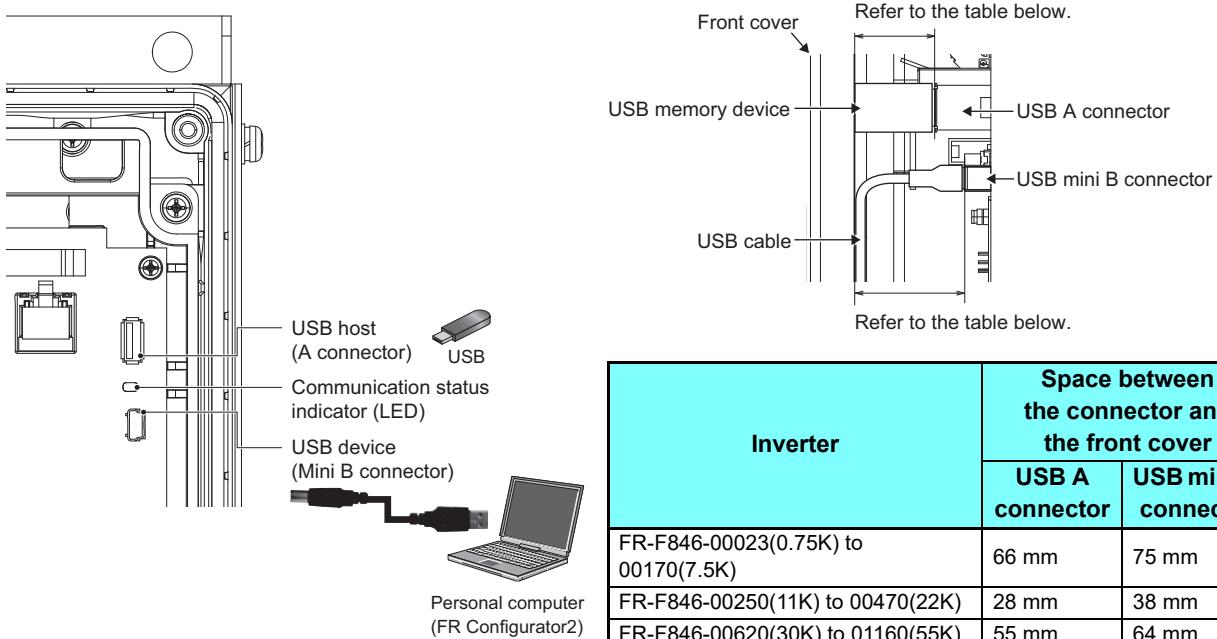 USB host
(A connector)
USB
Communication status
indicator (LED)
USB device
(Mini B connector)
Personal computer
(FR Configurator2)
Refer to the table below.
Front cover
USB memory device
USB A connector
USB mini B connector
USB cable
Refer to the table below.
Inverter
Space between
the connector an
the front cover
USB A
connector
USB mi
connec
FR-F846-00023(0.75K) to
00170(7.5K)
66 mm
75 mm
FR-F846-00250(11K) to 00470(22K)
28 mm
38 mm
FR-F846-00620(30K) to 01160(55K)
55 mm
64 mm